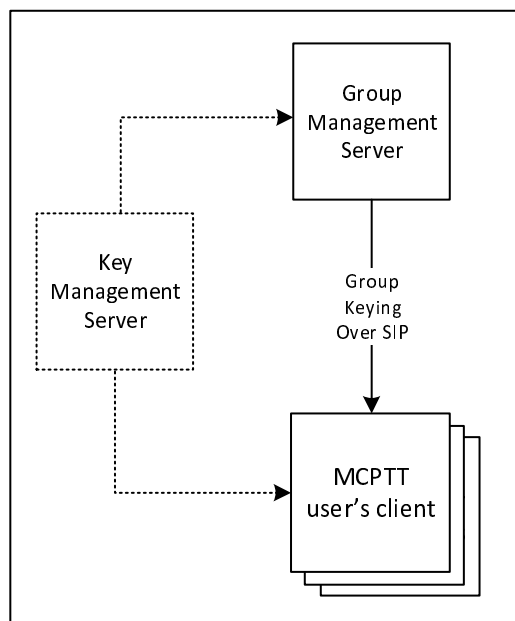 Group
Management
Server
Key
Management
Server
Group
Keying
Over SIP
MCPTT
user's client